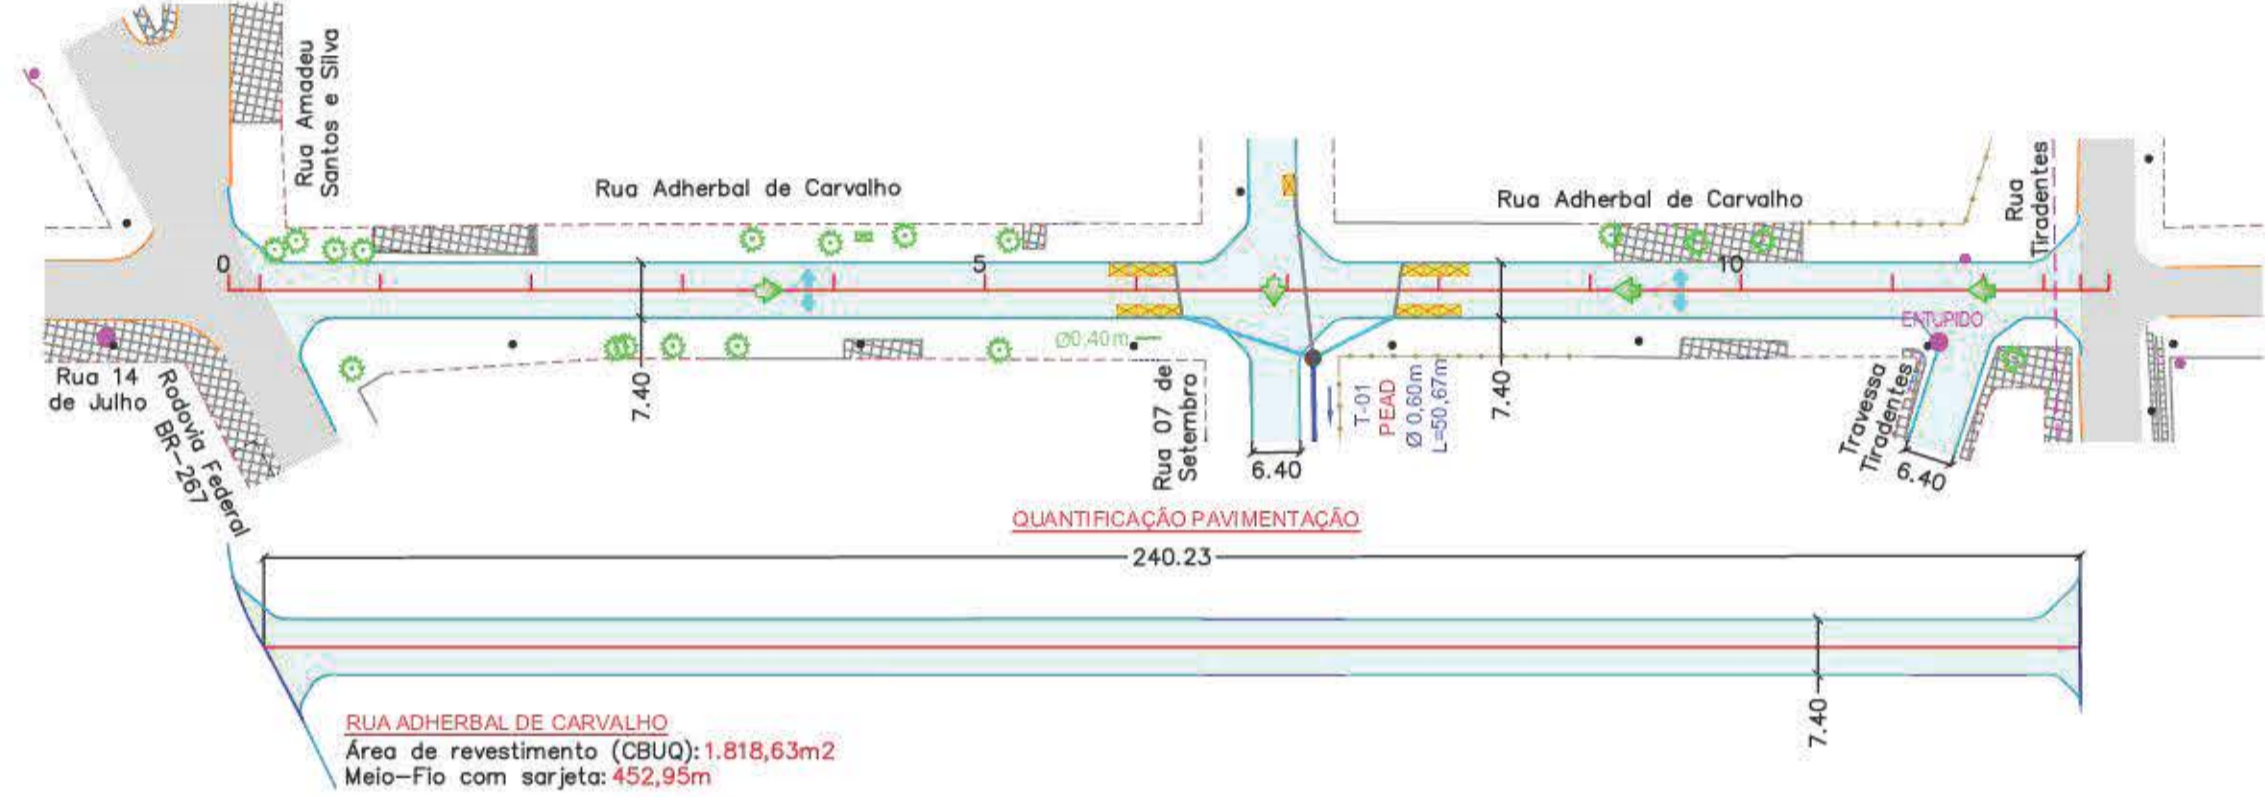 Rua Amadeu
Santos e Silva
Rua Adherbal de Carvalho
Rua Adherbal de Carvalho
Rua
Tiradentes
0
5
10
ENTUPIDO
Ø0,40m
Rua 14
de Julho
Rodovia Federal
BR-267
7.40
Rua 07 de
Setembro
6.40
T-01
PEAD
Ø 0,60m
L=50,67m
7.40
Travessa
Tiradentes
6.40
QUANTIFICAÇÃO PAVIMENTAÇÃO
240.23
7.40
RUA ADHERBAL DE CARVALHO
Área de revestimento (CBUQ): 1.818,63m2
Meio-Fio com sarjeta: 452,95m